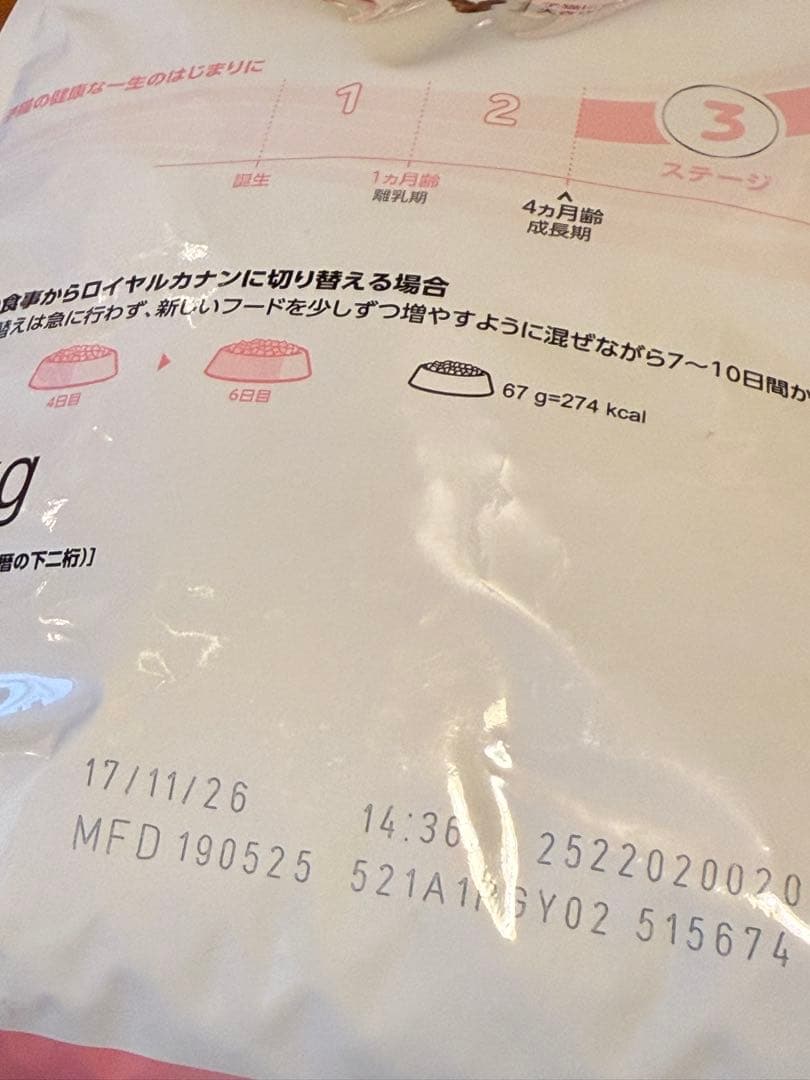 の健康な一生のはじまりに
1
2
3
ステージ
誕生
1ヵ月齢
離乳期
4ヵ月齢
成長期
食事からロイヤルカナンに切り替える場合
替えは急に行わず、新しいフードを少しずつ増やすように混ぜながら7〜10日間か
4日目
6日目
67 g=274 kcal
g
暦の下二桁)]
17/11/26 14:36 2522020020
MFD 190525 515674